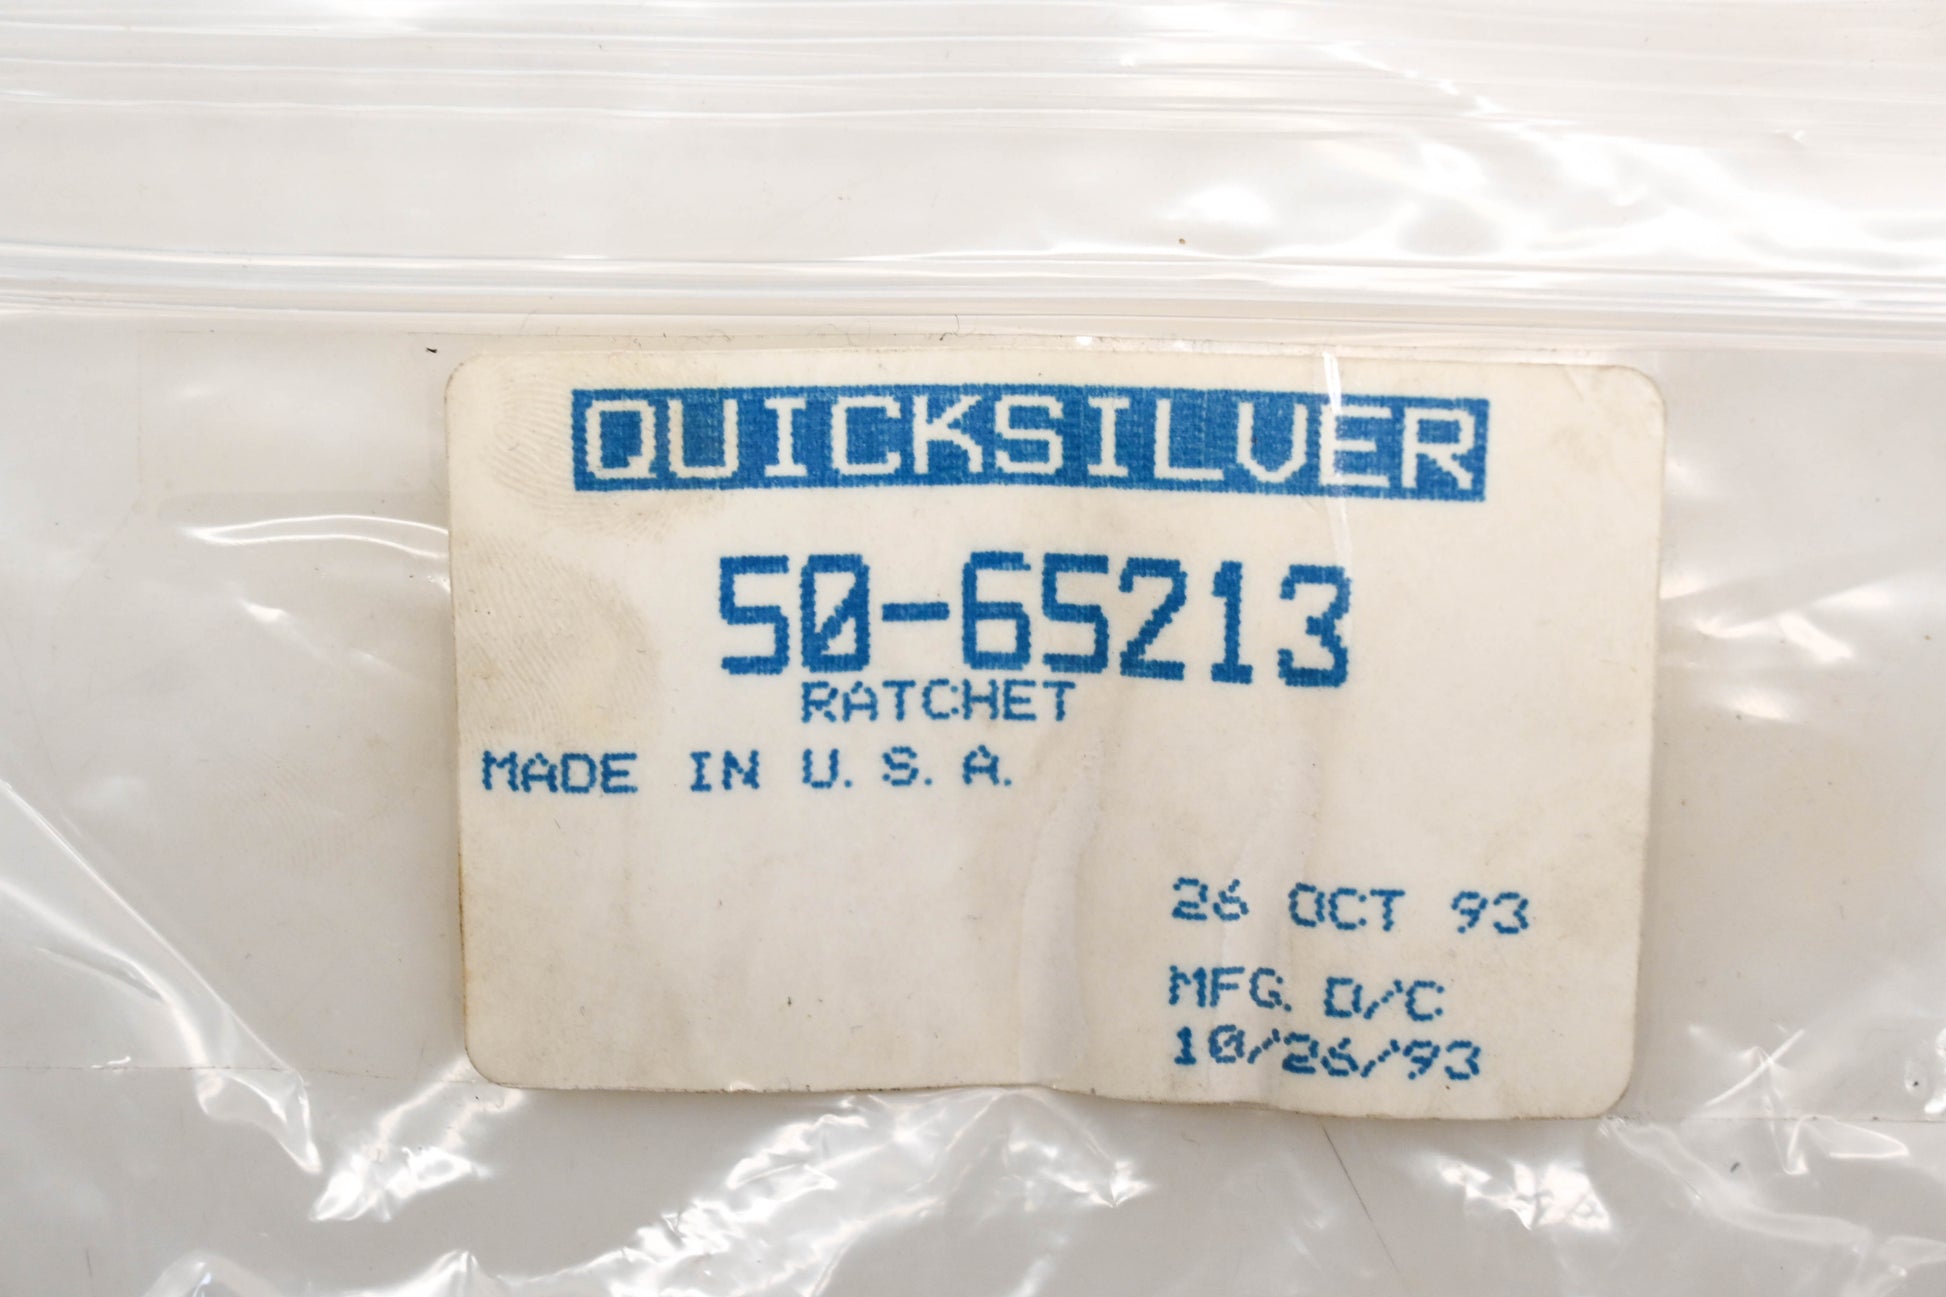 QUICKSILVER
50-65213
RATCHET
MADE IN U.S.A.
26 OCT 93
MFG. D/C
10/26/93